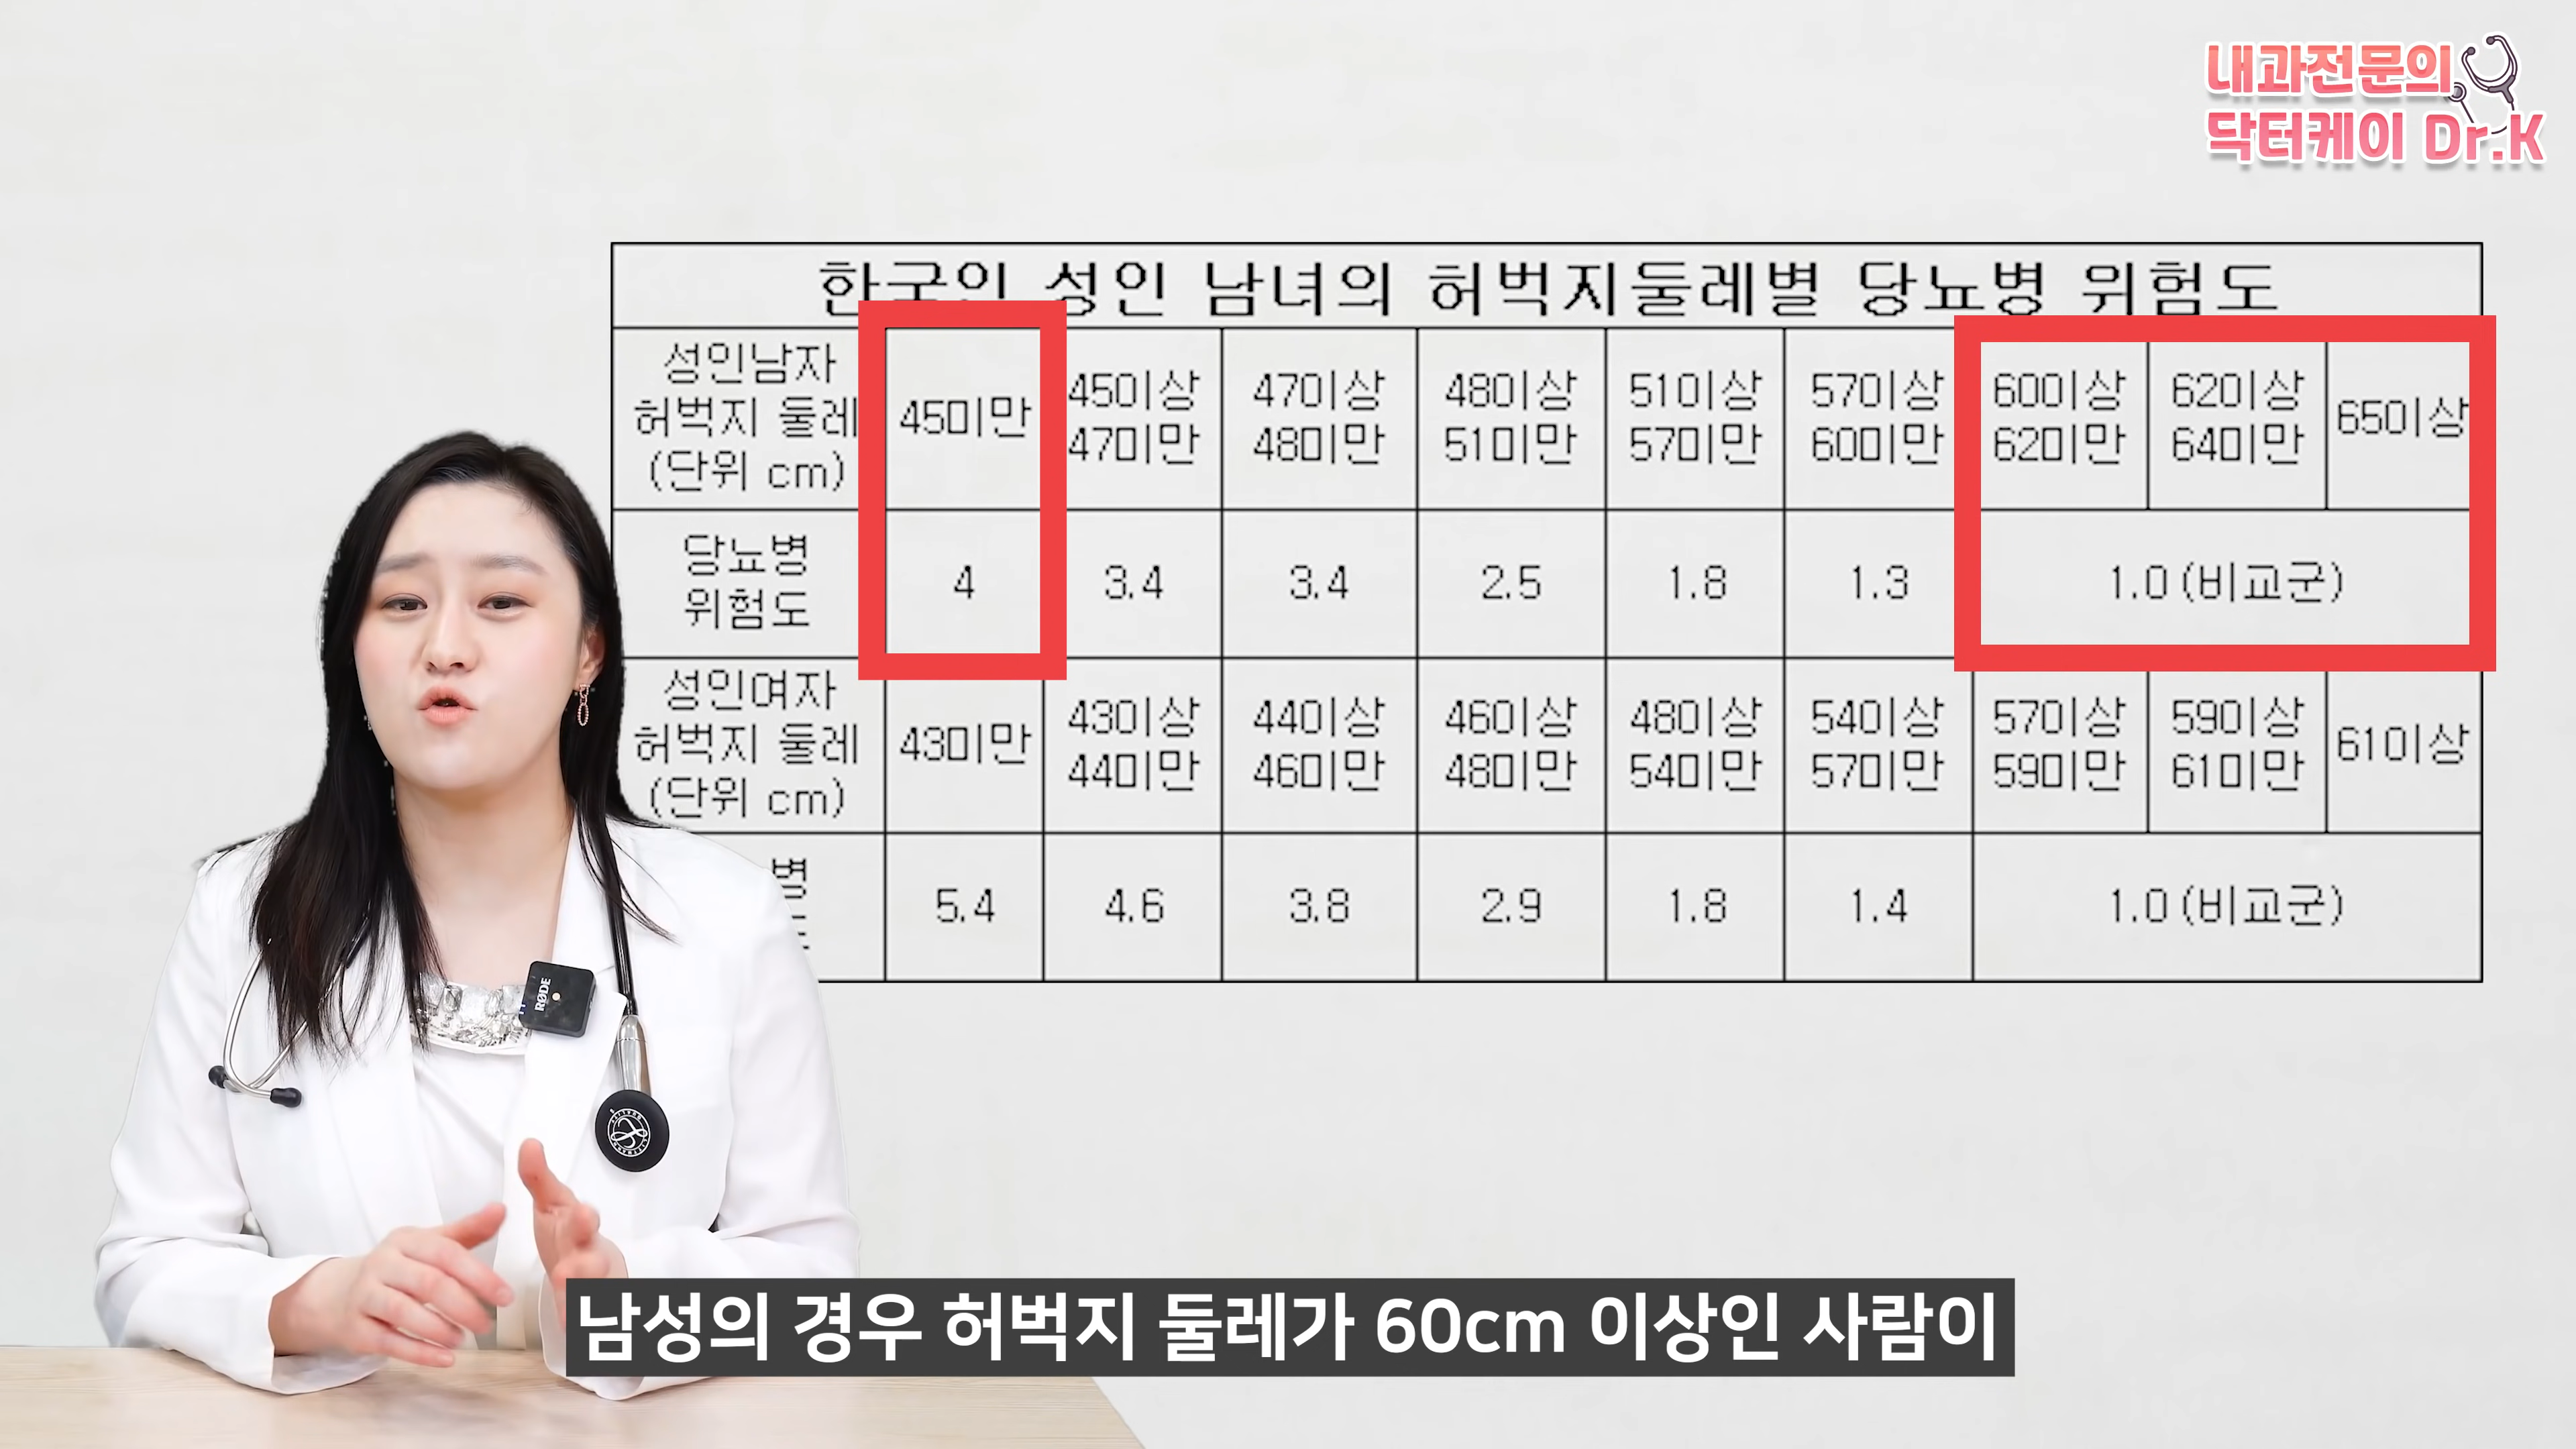 내과전문의
닥터케이 Dr.K
한국인 성인 남녀의 허벅지둘레별 당뇨병 위험도
성인남자
허벅지 둘레
(단위 cm)
45미만
45이상
47미만
47이상
48미만
48이상
51미만
51이상
57미만
57이상
60미만
60이상
62미만
62이상
64미만
65이상
당뇨병
위험도
4
3.4
3.4
2.5
1.8
1.3
1.0(비교군)
성인여자
허벅지 둘레
(단위 cm)
43미만
43이상
44미만
44이상
46미만
46이상
48미만
48이상
54미만
54이상
57미만
57이상
59미만
59이상
61미만
61이상
병
5.4
4.6
3.8
2.9
1.8
1.4
1.0(비교군)
RØDE
남성의 경우 허벅지 둘레가 60cm 이상인 사람이